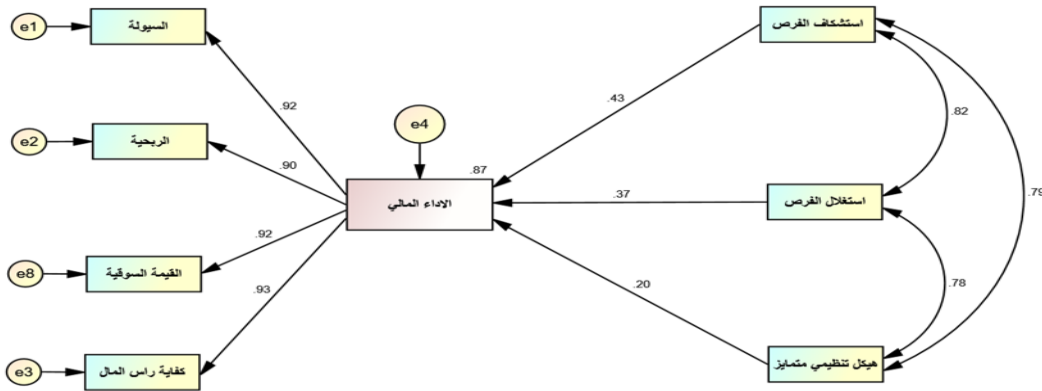 e1
السيولة
استشكاف الفرص
e2
الربحية
e4
.92
.43
.82
.90
.87
الاداء المالي
.37
استغلال الفرص
.79
.92
e8
القيمة السوقية
.93
.20
.78
e3
كفاية راس المال
هيكل تنظيمي متمايز